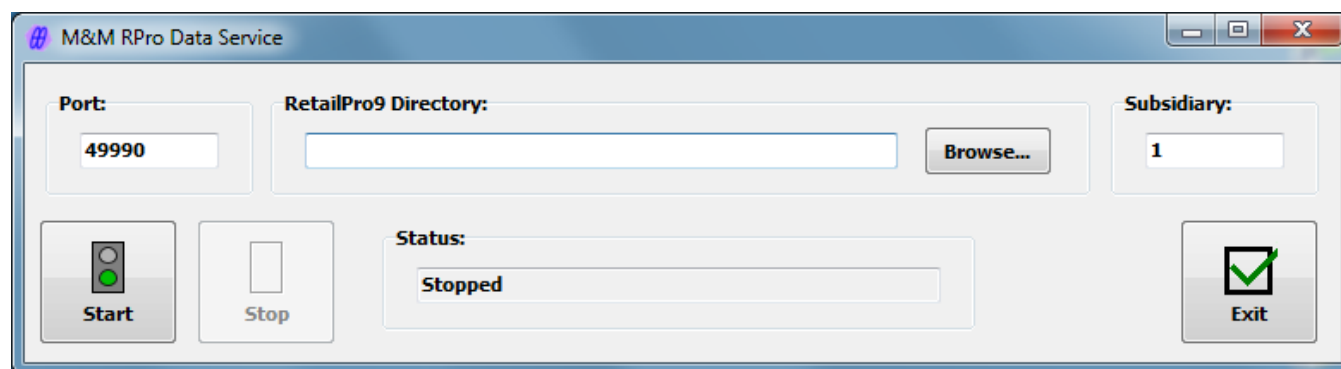 M&M RPro Data Service
Port: RetailPro9 Directory: Subsidiary:
49990 Browse... 1
Status:
Stopped
Start Stop Exit